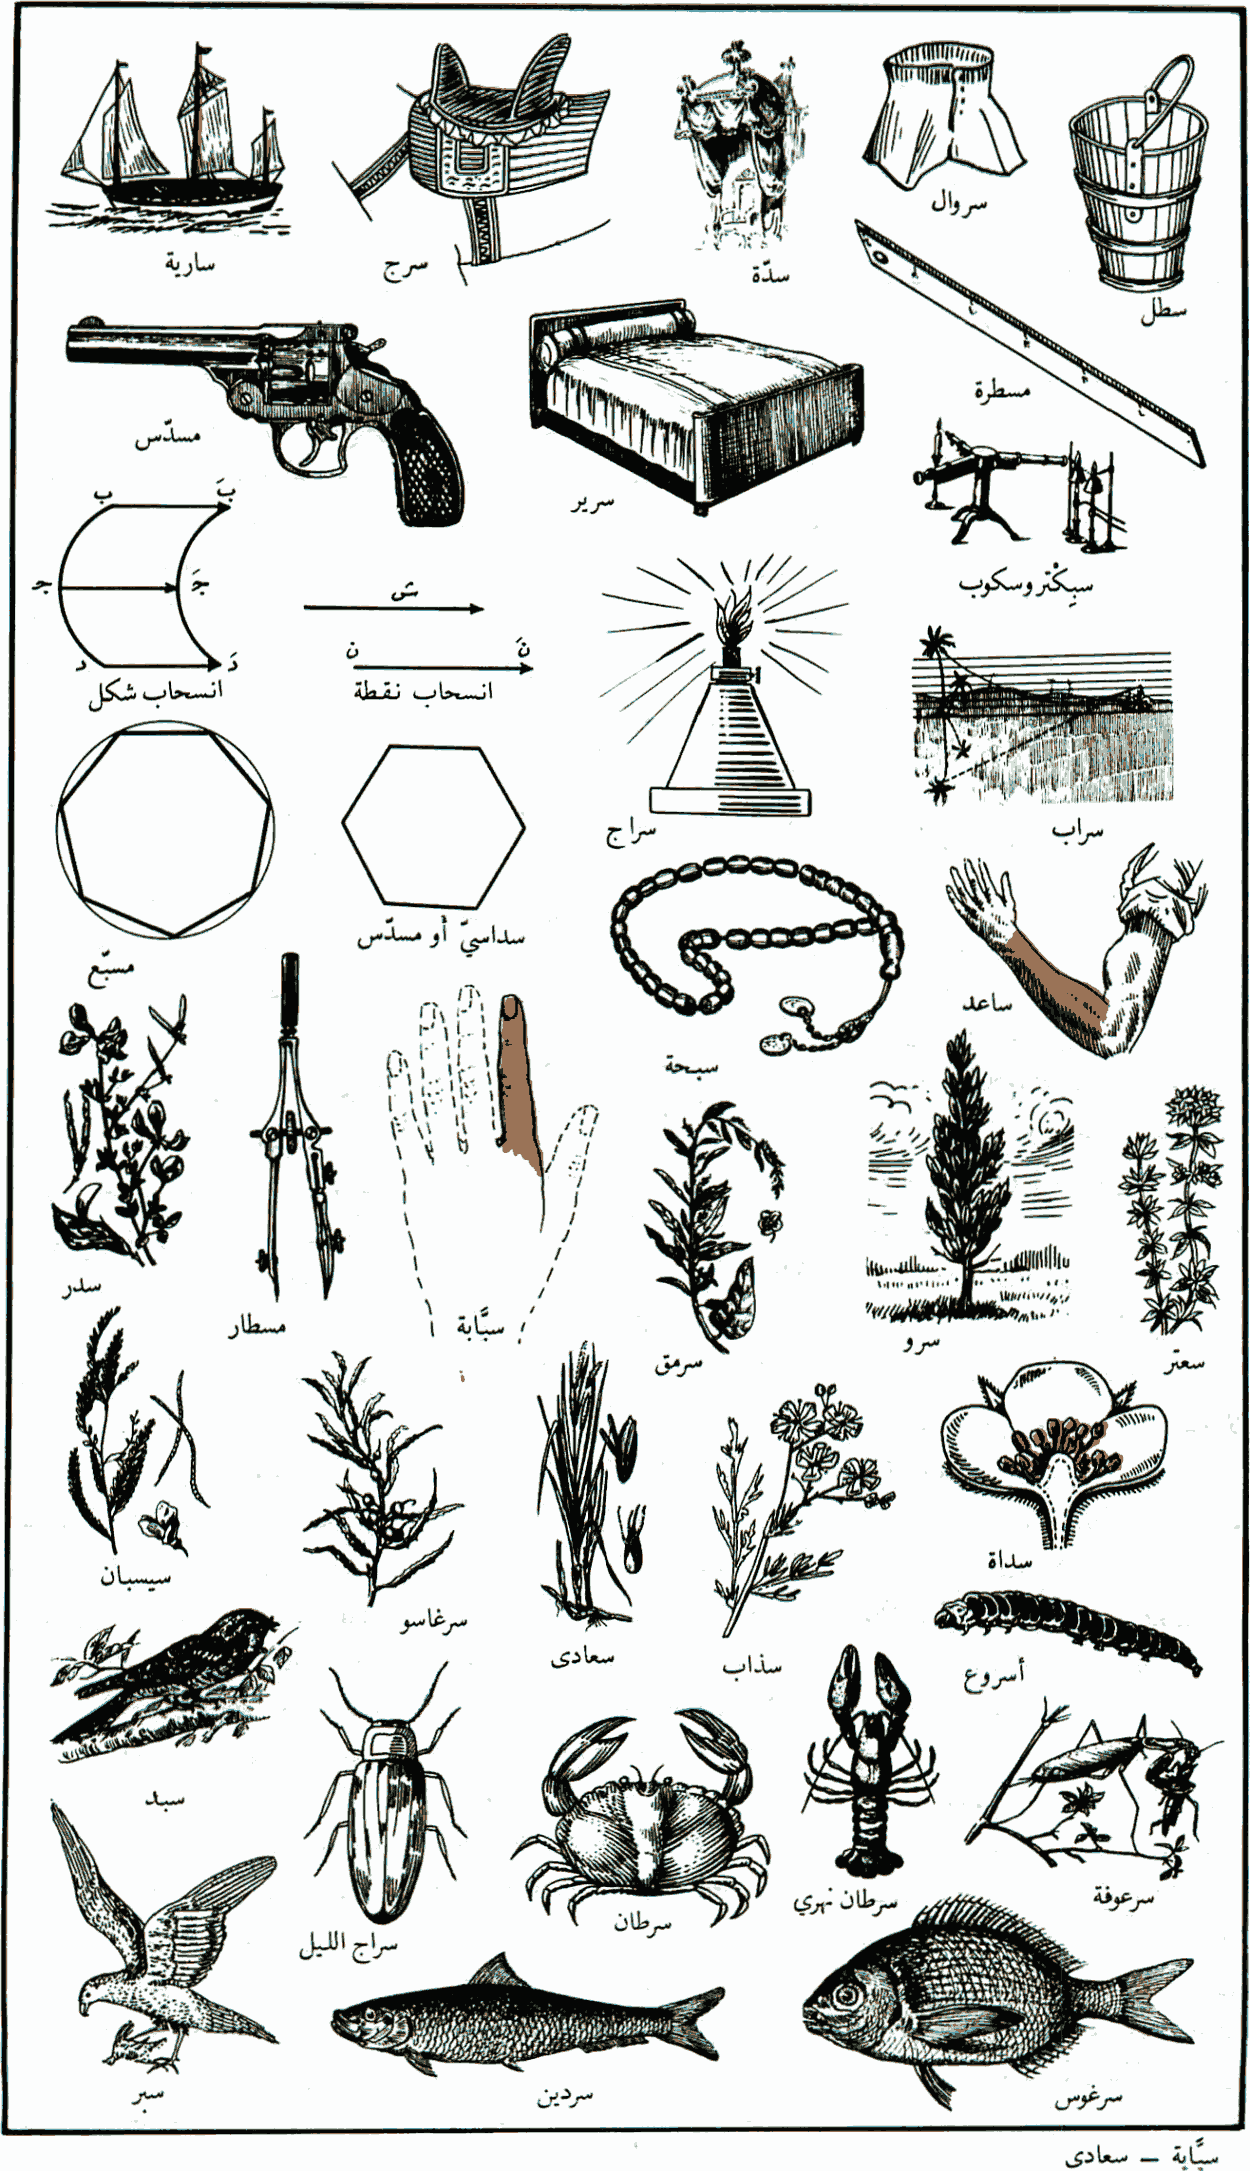 سطل
سروال
سدّة
سرج
سارية
مسطرة
سرير
مسدّس
سبِكْتروسكوب
بَ
ب
جَ
جـ
دَ
د
ش
نَ
ن
انسحاب نقطة
انسحاب شكل
سراب
سراج
سداسيّ أو مسدّس
مسبّع
ساعد
سبحة
سعتر
سرو
سرمق
سبَّابة
مسطار
سدر
سداة
سذاب
سعادى
سرغاسو
سيسبان
أسروع
سبد
سرعوفة
سرطان نهري
سرطان
سراج الليل
سرغوس
سردين
سبر
سبَّابة – سعادى